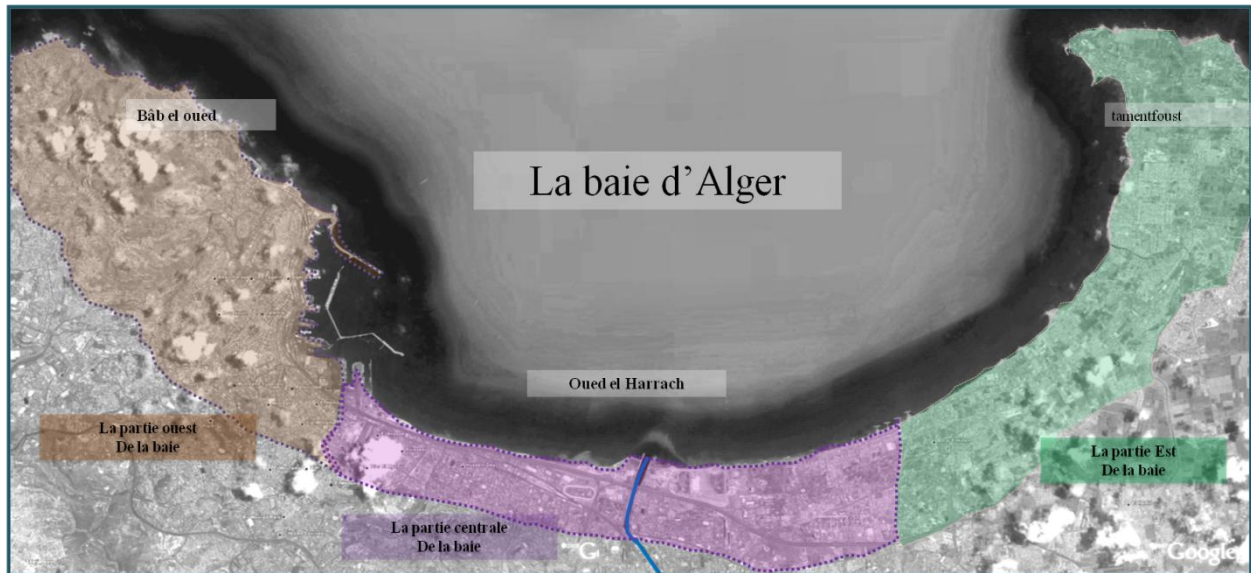 Bâb el oued
tamentfoust
La baie d’Alger
Oued el Harrach
La partie ouest
De la baie
La partie Est
De la baie
La partie centrale
De la baie
G
Google